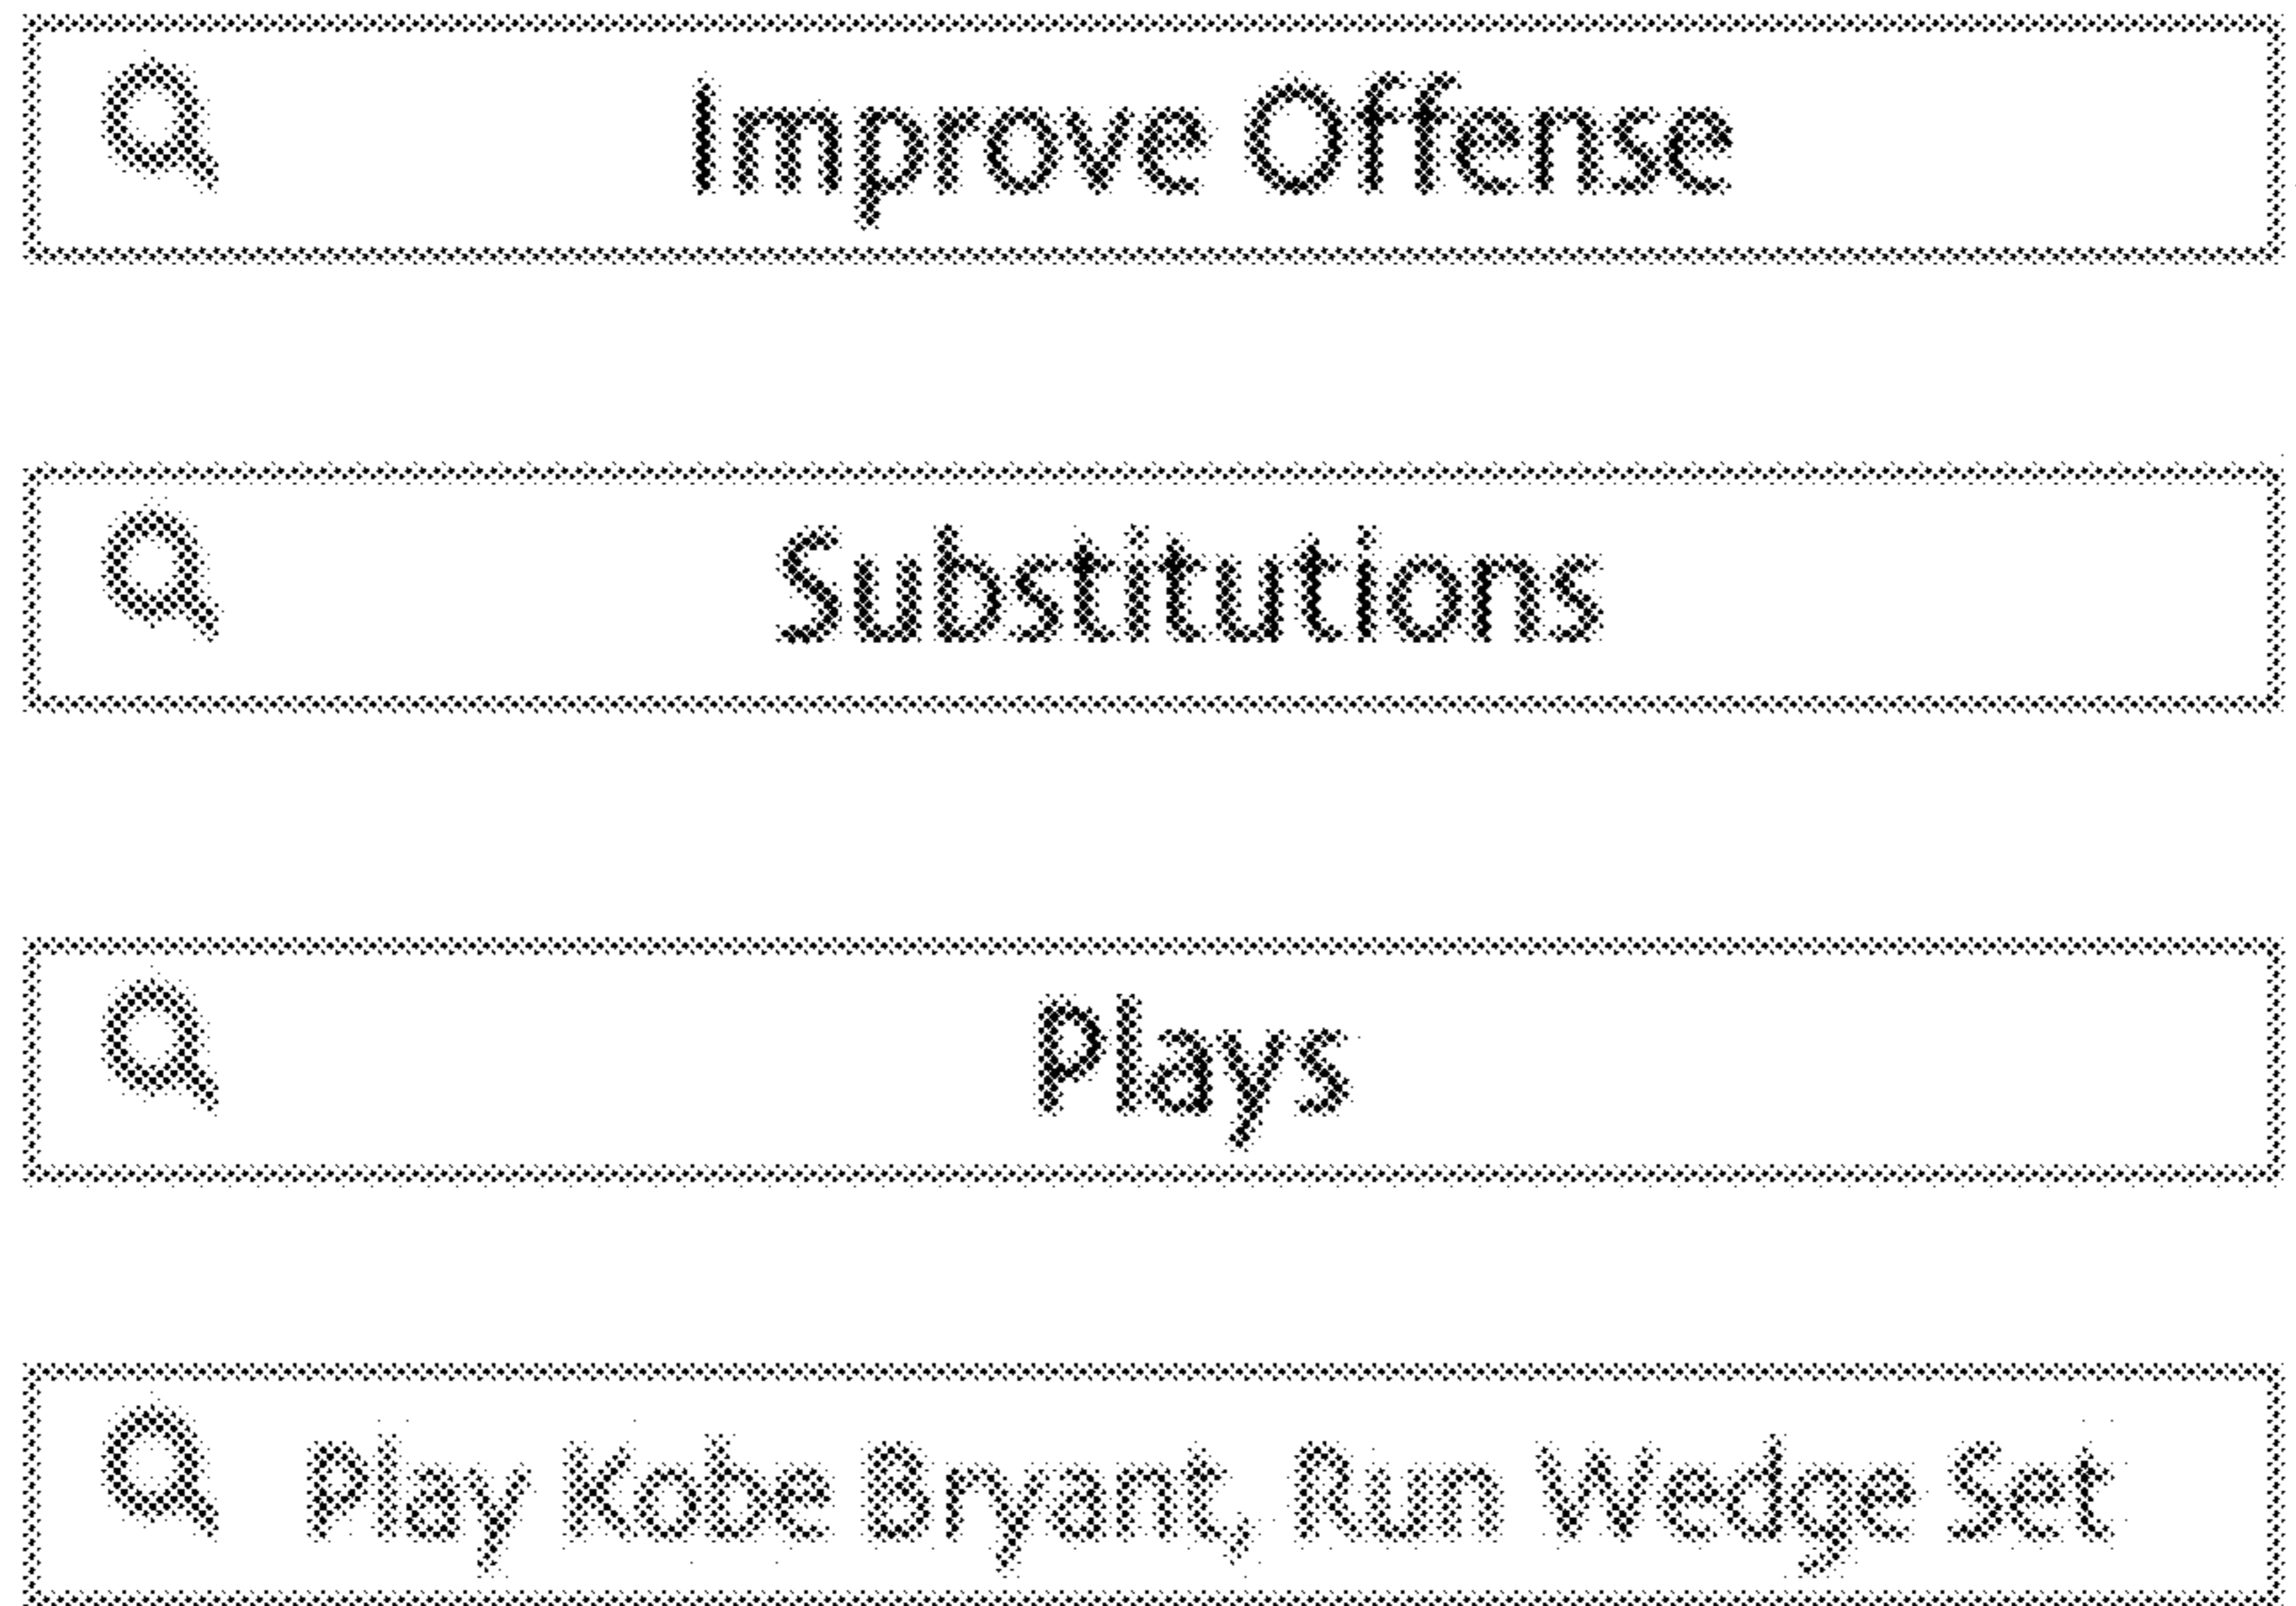 Improve Offense
Substitutions
Plays
Play Kobe Bryant, Run Wedge Set